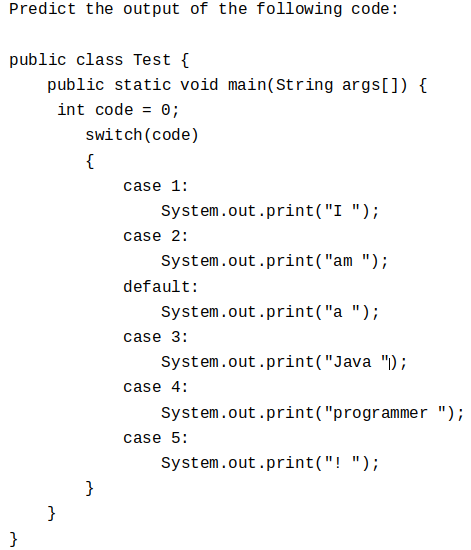 Predict the output of the following code:
public class Test {
public static void main(String args[]) {
int code = 0;
switch(code)
{
case 1:
System.out.print("I ");
case 2:
System.out.print("am ");
default:
System.out.print("a ");
case 3:
System.out.print("Java ");
case 4:
System.out.print("programmer ");
case 5:
System.out.print("! ");
}
}
}